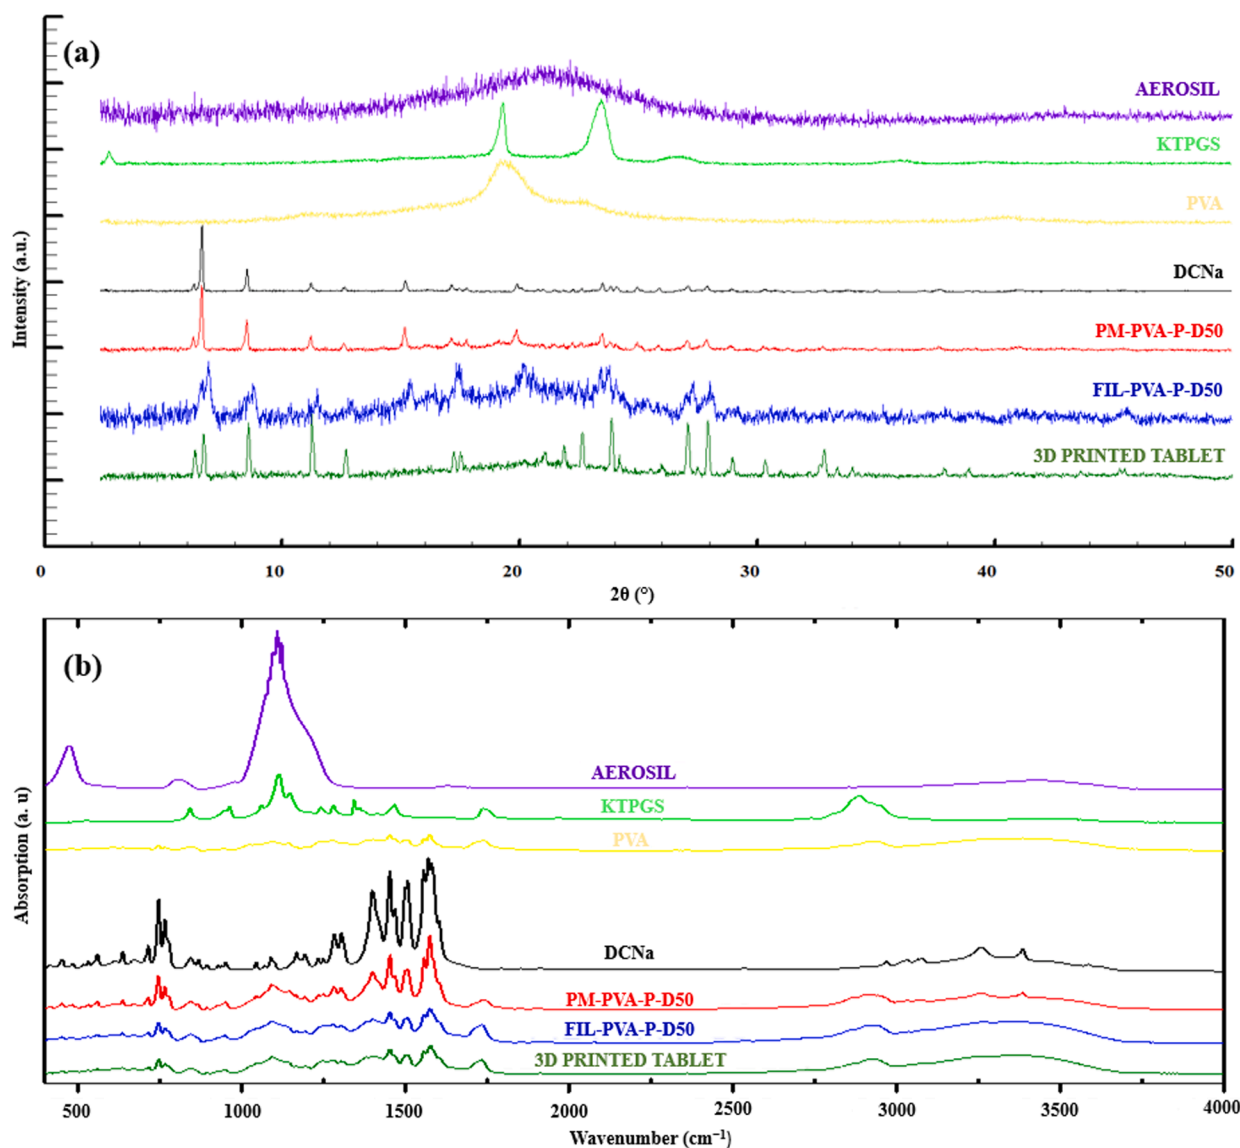 (a)
AEROSIL
KTPGS
PVA
DCNa
PM-PVA-P-D50
FIL-PVA-P-D50
3D PRINTED TABLET
Intensity (a.u.)
0 10 20 30 40 50
2θ (°)
(b)
AEROSIL
KTPGS
PVA
DCNa
PM-PVA-P-D50
FIL-PVA-P-D50
3D PRINTED TABLET
Absorption (a. u)
500 1000 1500 2000 2500 3000 3500 4000
Wavenumber (cm⁻¹)